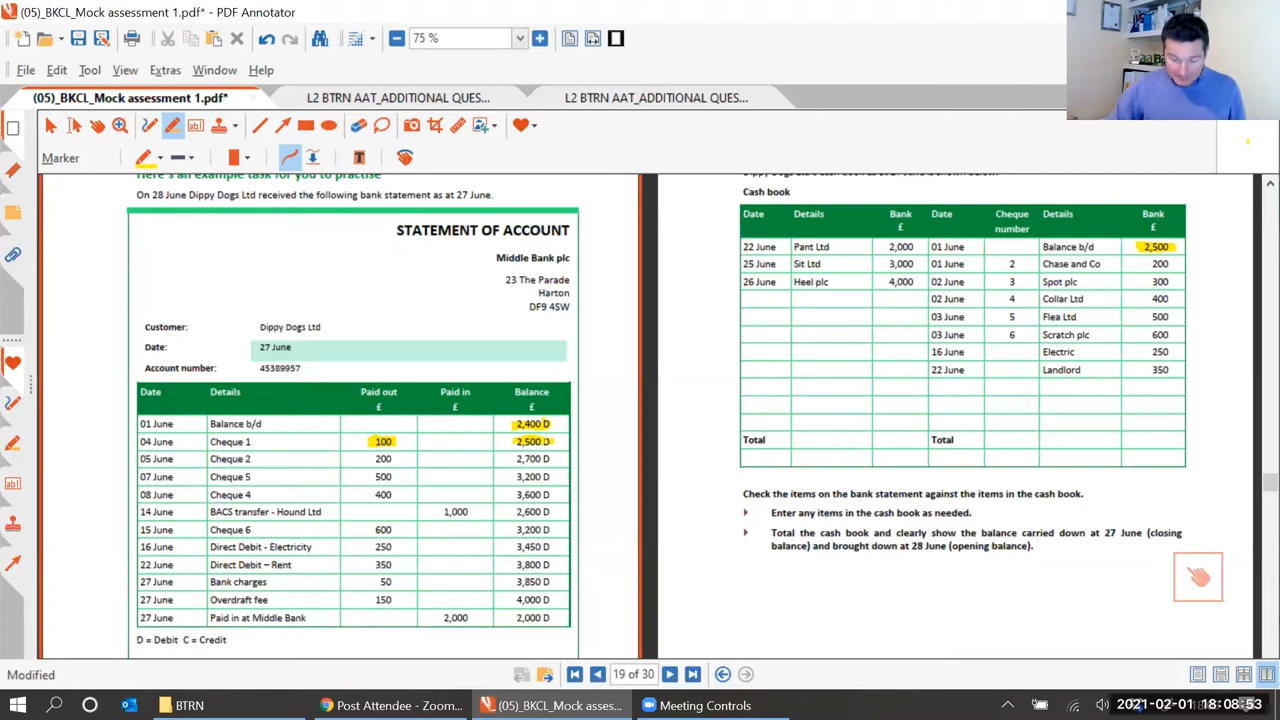 (05)_BKCL_Mock assessment 1.pdf* - PDF Annotator
75 %
File Edit Tool View Extras Window Help
(05)_BKCL_Mock assessment 1.pdf* L2 BTRN AAT_ADDITIONAL QUES... L2 BTRN AAT_ADDITIONAL QUES...
Marker
Here's an example task for you to practise
On 28 June Dippy Dogs Ltd received the following bank statement as at 27 June.
STATEMENT OF ACCOUNT
Middle Bank plc
23 The Parade
Harton
DF9 4SW
Customer: Dippy Dogs Ltd
Date: 27 June
Account number: 45389957
Date Details Paid out Paid in Balance
£ £ £
01 June Balance b/d 2,400 D
04 June Cheque 1 100 2,500 D
05 June Cheque 2 200 2,700 D
07 June Cheque 5 500 3,200 D
08 June Cheque 4 400 3,600 D
14 June BACS transfer - Hound Ltd 1,000 2,600 D
15 June Cheque 6 600 3,200 D
16 June Direct Debit - Electricity 250 3,450 D
22 June Direct Debit – Rent 350 3,800 D
27 June Bank charges 50 3,850 D
27 June Overdraft fee 150 4,000 D
27 June Paid in at Middle Bank 2,000 2,000 D
D = Debit C = Credit
Cash book
Date Details Bank Date Cheque Details Bank
£ number £
22 June Pant Ltd 2,000 01 June Balance b/d 2,500
25 June Sit Ltd 3,000 01 June 2 Chase and Co 200
26 June Heel plc 4,000 02 June 3 Spot plc 300
02 June 4 Collar Ltd 400
03 June 5 Flea Ltd 500
03 June 6 Scratch plc 600
16 June Electric 250
22 June Landlord 350
Total Total
Check the items on the bank statement against the items in the cash book.
Enter any items in the cash book as needed.
Total the cash book and clearly show the balance carried down at 27 June (closing
balance) and brought down at 28 June (opening balance).
Modified 19 of 30
BTRN Post Attendee - Zoom... (05)_BKCL_Mock asses... Meeting Controls 2021-02-01 18:08:53